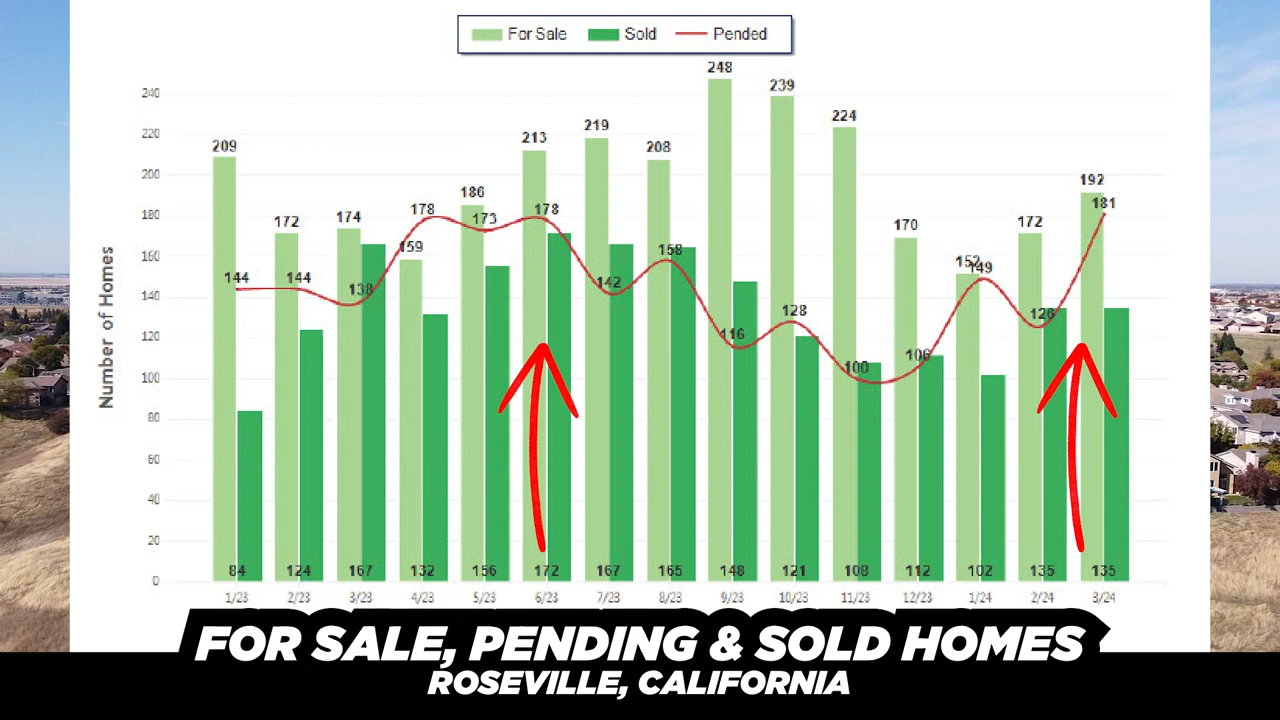 For Sale Sold Pended
Number of Homes
240
220
200
180
160
140
120
100
80
60
40
20
0
209 172 174 159 186 213 219 208 248 239 224 170 152 172 192
144 144 138 178 173 178 142 158 116 128 100 106 149 126 181
84 124 167 132 156 172 167 165 148 121 108 112 102 135 135
1/23 2/23 3/23 4/23 5/23 6/23 7/23 8/23 9/23 10/23 11/23 12/23 1/24 2/24 3/24
FOR SALE, PENDING & SOLD HOMES
ROSEVILLE, CALIFORNIA